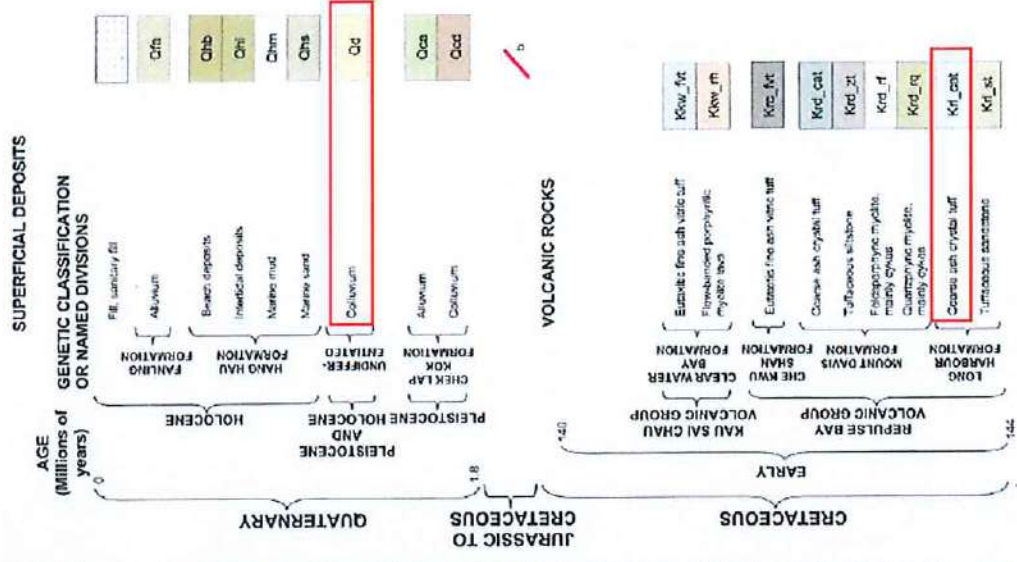 SUPERFICIAL DEPOSITS
AGE
(Millions of
years)
GENETIC CLASSIFICATION
OR NAMED DIVISIONS
0
QUATERNARY
HOLOCENE
FANLING
FORMATION
HANG HAU
FORMATION
PLEISTOCENE
AND
HOLOCENE
UNDIFFER-
ENTIATED
PLEISTOCENE
CHEK LAP
KOK
FORMATION
1.8
Fill, sanitary fill
Alluvium
Qfa
Beach deposits
Qhb
Intertidal deposits
Qhi
Marine mud
Qhm
Marine sand
Qhs
Colluvium
Qd
Alluvium
Qca
Colluvium
Qcd
JURASSIC TO
CRETACEOUS
b
VOLCANIC ROCKS
140
CRETACEOUS
EARLY
KAU SAI CHAU
VOLCANIC GROUP
CLEAR WATER
BAY
FORMATION
Eutaxitic fine ash vitric tuff
Kkw_fvt
Flow-banded porphyritic
rhyolite lava
Kkw_rh
REPULSE BAY
VOLCANIC GROUP
CHE KWU
SHAN
FORMATION
Eutaxitic fine ash vitric tuff
Krc_fvt
MOUNT DAVIS
FORMATION
Coarse ash crystal tuff
Krd_cat
Tuffaceous siltstone
Krd_zt
Feldsparphyric rhyolite,
mainly dykes
Krd_rf
Quartzphyric rhyolite,
mainly dykes
Krd_rq
LONG
HARBOUR
FORMATION
Coarse ash crystal tuff
Krl_cat
Tuffaceous sandstone
Krl_st
144